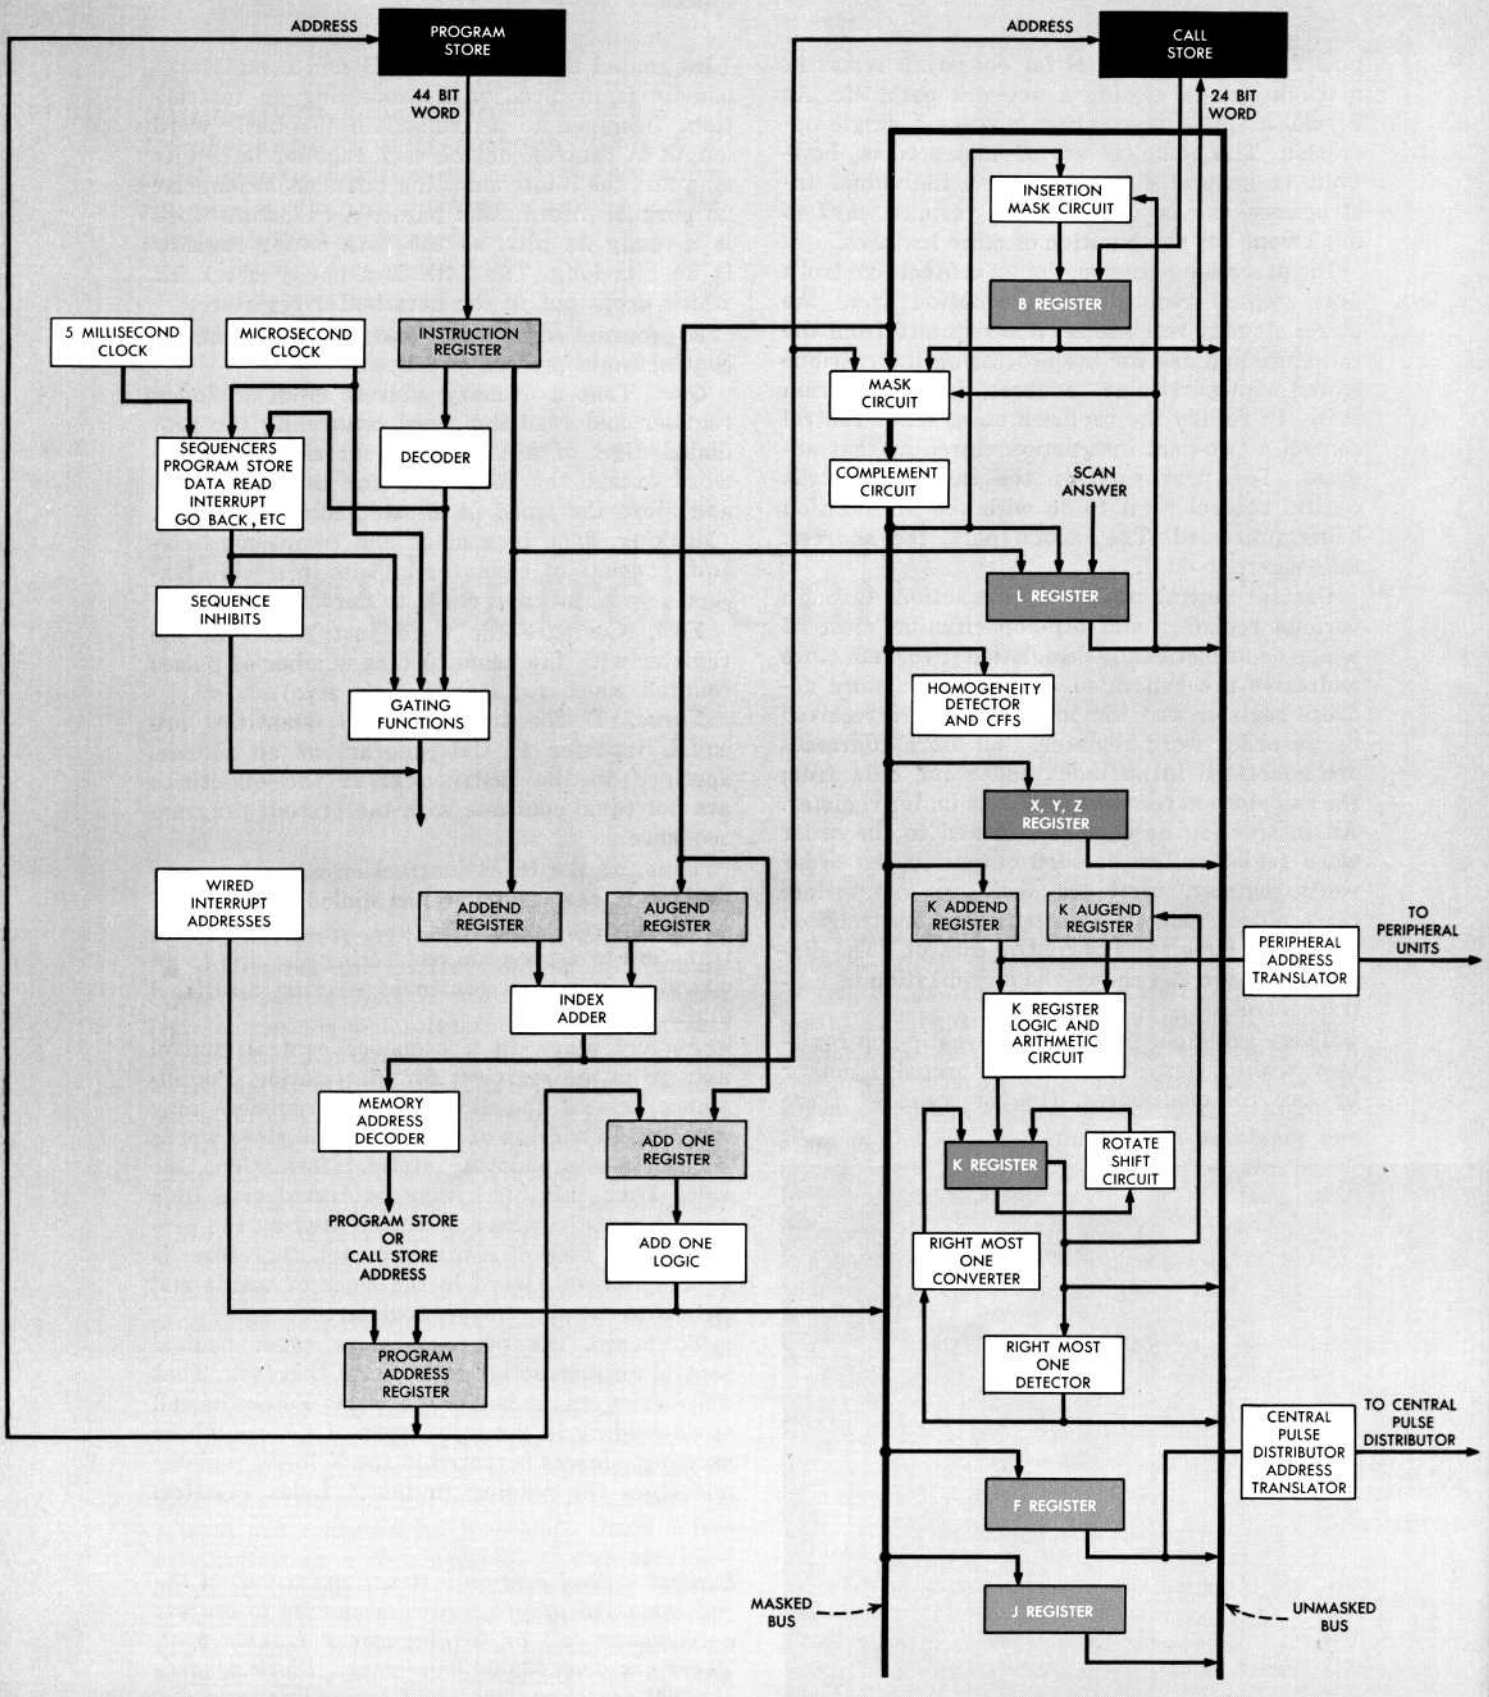 ADDRESS
PROGRAM
STORE
44 BIT
WORD
ADDRESS
CALL
STORE
24 BIT
WORD
INSERTION
MASK CIRCUIT
B REGISTER
5 MILLISECOND
CLOCK
MICROSECOND
CLOCK
INSTRUCTION
REGISTER
MASK
CIRCUIT
SEQUENCERS
PROGRAM STORE
DATA READ
INTERRUPT
GO BACK, ETC
DECODER
COMPLEMENT
CIRCUIT
SCAN
ANSWER
SEQUENCE
INHIBITS
L REGISTER
GATING
FUNCTIONS
HOMOGENEITY
DETECTOR
AND CFFS
X, Y, Z
REGISTER
WIRED
INTERRUPT
ADDRESSES
ADDEND
REGISTER
AUGEND
REGISTER
K ADDEND
REGISTER
K AUGEND
REGISTER
PERIPHERAL
ADDRESS
TRANSLATOR
TO
PERIPHERAL
UNITS
INDEX
ADDER
K REGISTER
LOGIC AND
ARITHMETIC
CIRCUIT
MEMORY
ADDRESS
DECODER
ADD ONE
REGISTER
K REGISTER
ROTATE
SHIFT
CIRCUIT
PROGRAM STORE
OR
CALL STORE
ADDRESS
ADD ONE
LOGIC
RIGHT MOST
ONE
CONVERTER
PROGRAM
ADDRESS
REGISTER
RIGHT MOST
ONE
DETECTOR
CENTRAL
PULSE
DISTRIBUTOR
ADDRESS
TRANSLATOR
TO CENTRAL
PULSE
DISTRIBUTOR
F REGISTER
J REGISTER
MASKED
BUS
UNMASKED
BUS